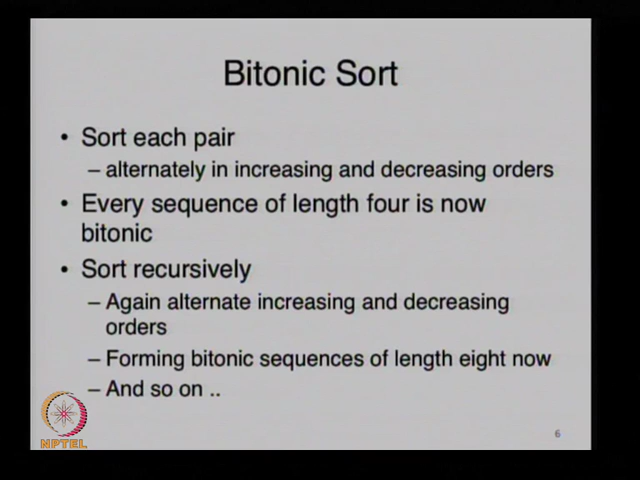 Bitonic Sort
• Sort each pair
– alternately in increasing and decreasing orders
• Every sequence of length four is now
bitonic
• Sort recursively
– Again alternate increasing and decreasing
orders
– Forming bitonic sequences of length eight now
– And so on ..
NPTEL
6